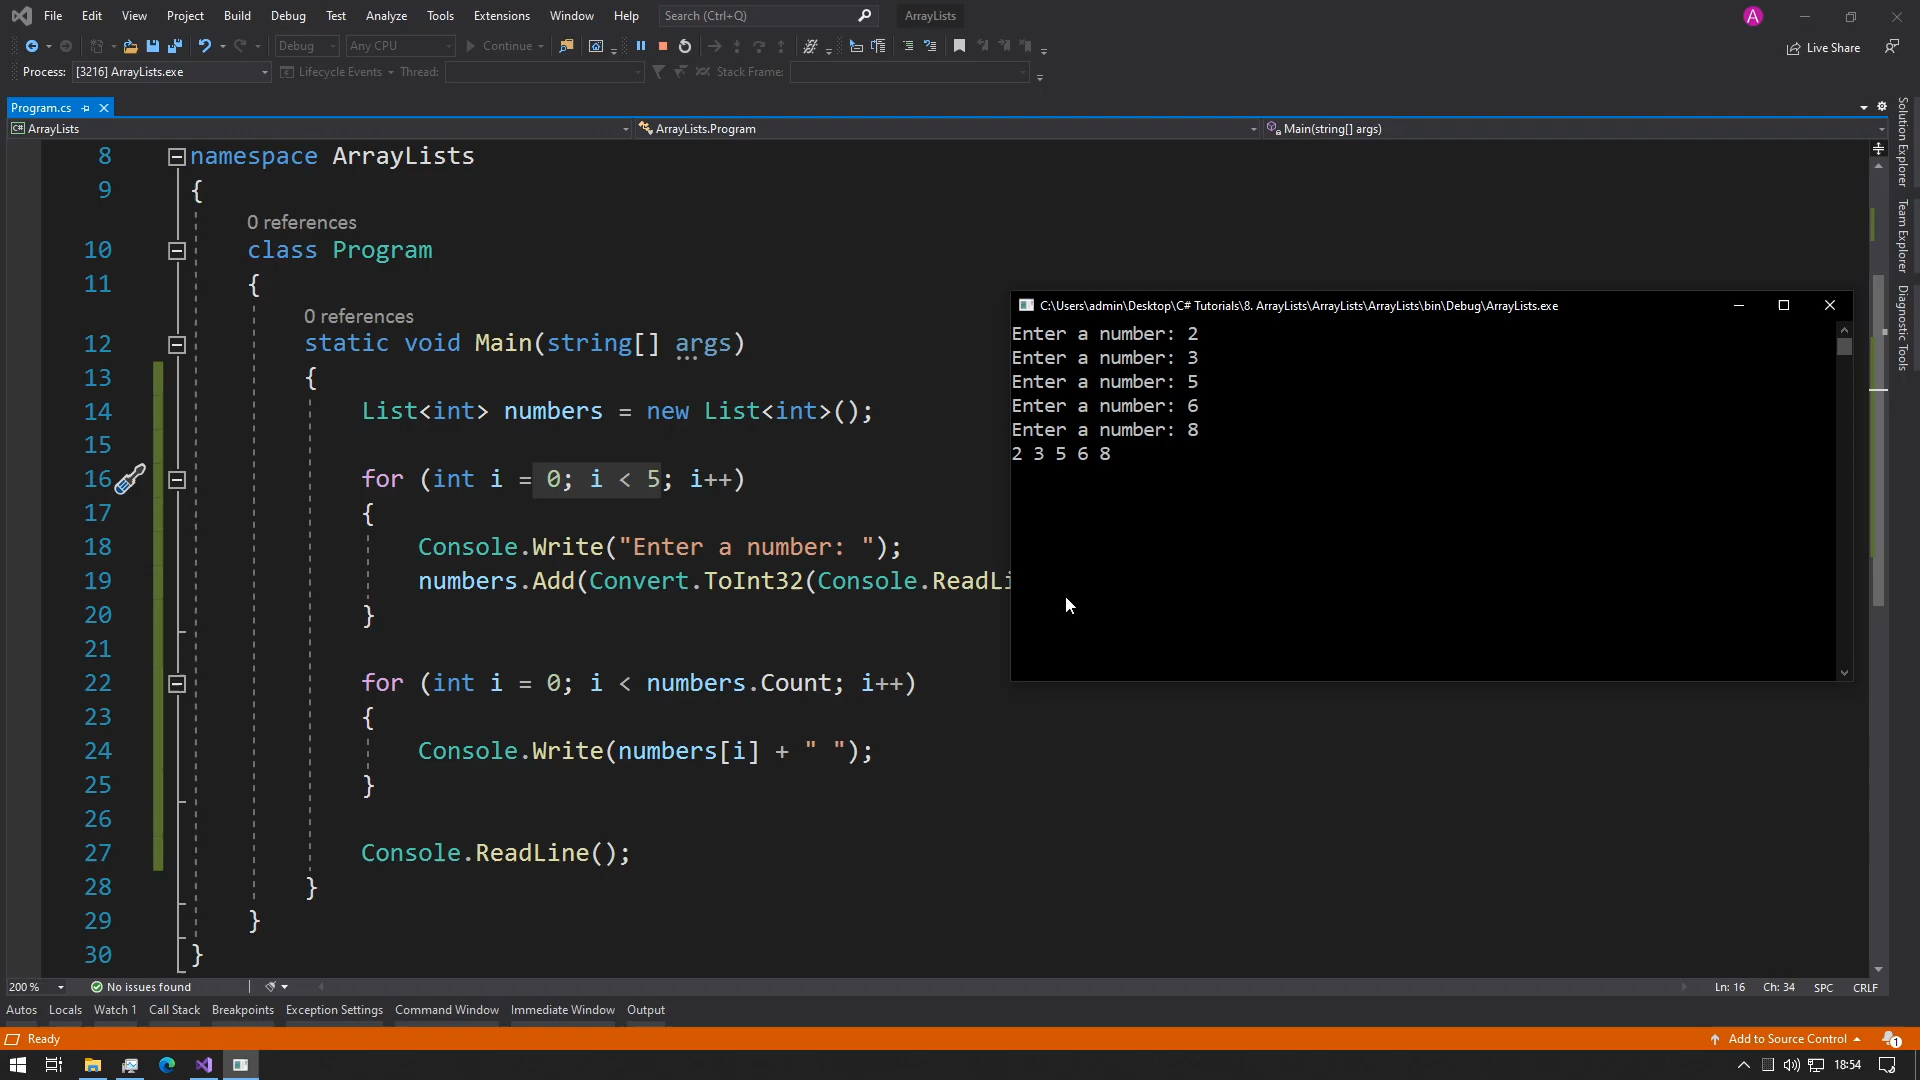 File Edit View Project Build Debug Test Analyze Tools Extensions Window Help Search (Ctrl+Q) ArrayLists A
Debug Any CPU Continue Live Share
Process: [3216] ArrayLists.exe Lifecycle Events Thread: Stack Frame:
Program.cs
ArrayLists ArrayLists.Program Main(string[] args)
8 namespace ArrayLists
9 {
0 references
10 class Program
11 {
0 references
12 static void Main(string[] args)
13 {
14 List<int> numbers = new List<int>();
15
16 for (int i = 0; i < 5; i++)
17 {
18 Console.Write("Enter a number: ");
19 numbers.Add(Convert.ToInt32(Console.ReadLi
20 }
21
22 for (int i = 0; i < numbers.Count; i++)
23 {
24 Console.Write(numbers[i] + " ");
25 }
26
27 Console.ReadLine();
28 }
29 }
30 }
C:\Users\admin\Desktop\C# Tutorials\8. ArrayLists\ArrayLists\ArrayLists\bin\Debug\ArrayLists.exe
Enter a number: 2
Enter a number: 3
Enter a number: 5
Enter a number: 6
Enter a number: 8
2 3 5 6 8
Solution Explorer
Team Explorer
Diagnostic Tools
200 % No issues found Ln: 16 Ch: 34 SPC CRLF
Autos Locals Watch 1 Call Stack Breakpoints Exception Settings Command Window Immediate Window Output
Ready Add to Source Control 1
18:54